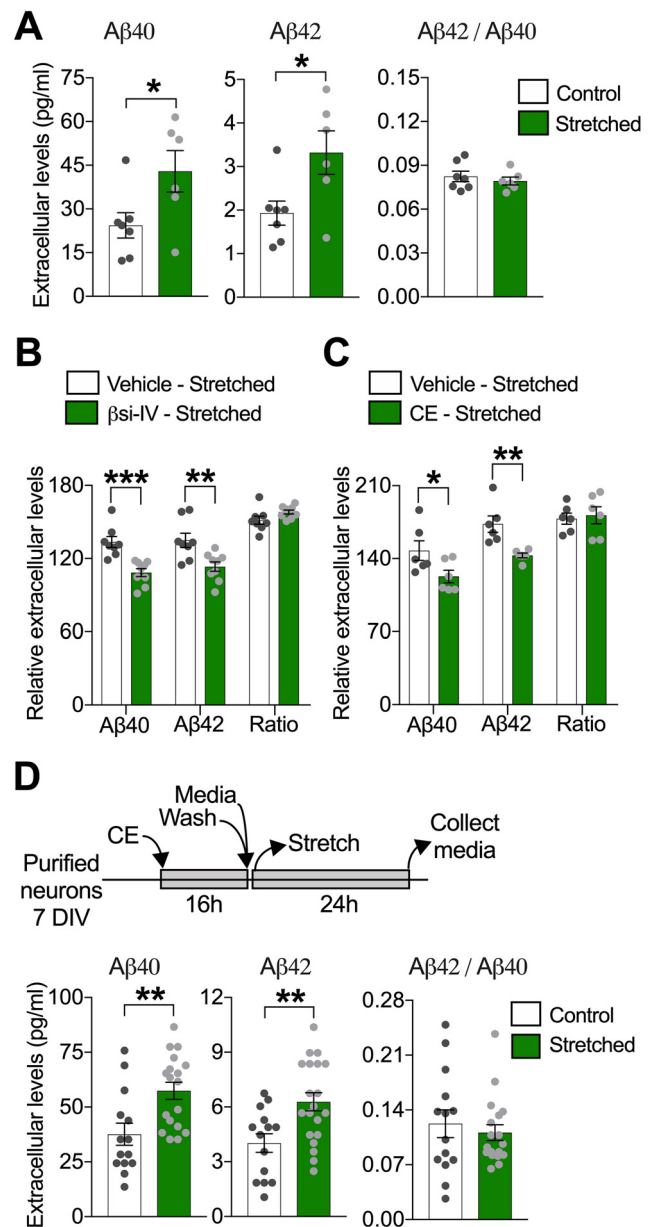 A
Aβ40
Aβ42
Aβ42 / Aβ40
Extracellular levels (pg/ml)
75
60
45
30
15
0
*
5
4
3
2
1
0
*
0.15
0.12
0.09
0.06
0.03
0.00
Control
Stretched
B
Vehicle - Stretched
βsi-IV - Stretched
Relative extracellular levels
180
120
60
0
***
**
Aβ40
Aβ42
Ratio
C
Vehicle - Stretched
CE - Stretched
Relative extracellular levels
210
140
70
0
*
**
Aβ40
Aβ42
Ratio
D
Purified
neurons
7 DIV
CE
Media
Wash
Stretch
Collect
media
16h
24h
Aβ40
Aβ42
Aβ42 / Aβ40
Extracellular levels (pg/ml)
100
75
50
25
0
**
12
9
6
3
0
**
0.28
0.21
0.14
0.07
0.00
Control
Stretched